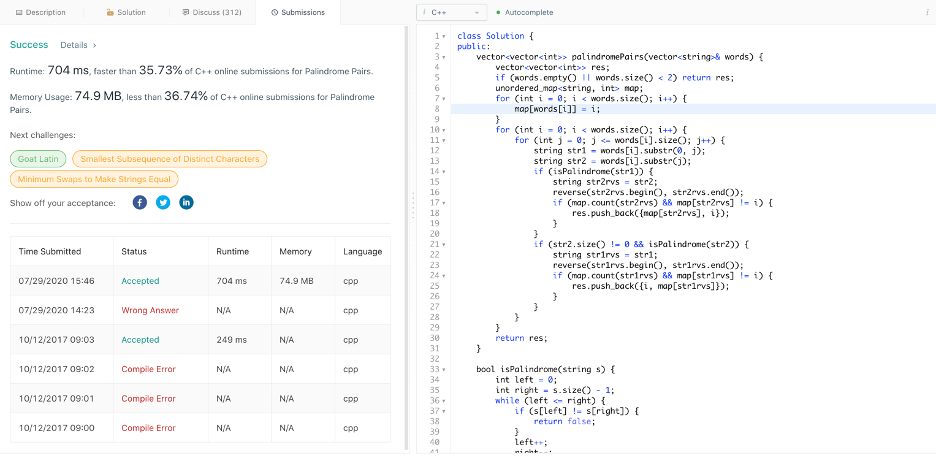 Description Solution Discuss (312) Submissions
Success Details >
Runtime: 704 ms, faster than 35.73% of C++ online submissions for Palindrome Pairs.
Memory Usage: 74.9 MB, less than 36.74% of C++ online submissions for Palindrome
Pairs.
Next challenges:
Goat Latin Smallest Subsequence of Distinct Characters
Minimum Swaps to Make Strings Equal
Show off your acceptance: f in
Time Submitted Status Runtime Memory Language
07/29/2020 15:46 Accepted 704 ms 74.9 MB cpp
07/29/2020 14:23 Wrong Answer N/A N/A cpp
10/12/2017 09:03 Accepted 249 ms N/A cpp
10/12/2017 09:02 Compile Error N/A N/A cpp
10/12/2017 09:01 Compile Error N/A N/A cpp
10/12/2017 09:00 Compile Error N/A N/A cpp
i C++ Autocomplete i
1 class Solution {
2 public:
3 vector<vector<int>> palindromePairs(vector<string>& words) {
4 vector<vector<int>> res;
5 if (words.empty() || words.size() < 2) return res;
6 unordered_map<string, int> map;
7 for (int i = 0; i < words.size(); i++) {
8 map[words[i]] = i;
9 }
10 for (int i = 0; i < words.size(); i++) {
11 for (int j = 0; j <= words[i].size(); j++) {
12 string str1 = words[i].substr(0, j);
13 string str2 = words[i].substr(j);
14 if (isPalindrome(str1)) {
15 string str2rvs = str2;
16 reverse(str2rvs.begin(), str2rvs.end());
17 if (map.count(str2rvs) && map[str2rvs] != i) {
18 res.push_back({map[str2rvs], i});
19 }
20 }
21 if (str2.size() != 0 && isPalindrome(str2)) {
22 string str1rvs = str1;
23 reverse(str1rvs.begin(), str1rvs.end());
24 if (map.count(str1rvs) && map[str1rvs] != i) {
25 res.push_back({i, map[str1rvs]});
26 }
27 }
28 }
29 }
30 return res;
31 }
32
33 bool isPalindrome(string s) {
34 int left = 0;
35 int right = s.size() - 1;
36 while (left <= right) {
37 if (s[left] != s[right]) {
38 return false;
39 }
40 left++;
41 right--;